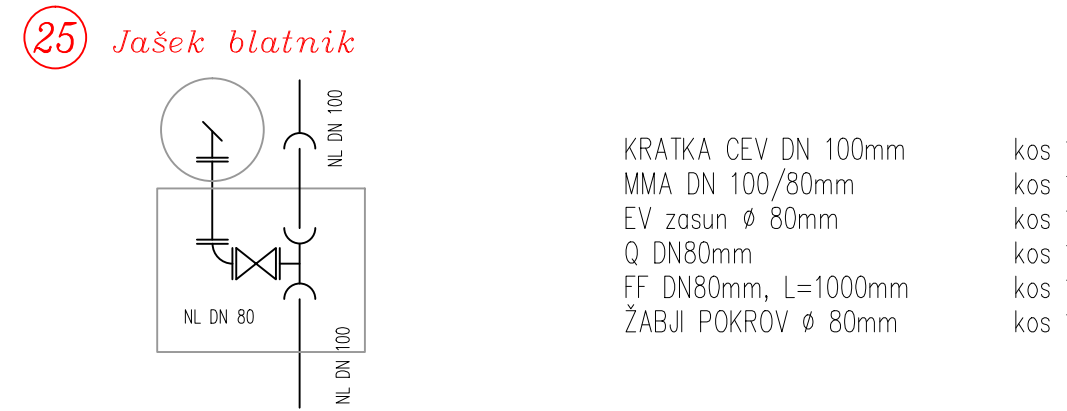 25 Jašek blatnik
NL DN 100
NL DN 80
NL DN 100
KRATKA CEV DN 100mm kos
MMA DN 100/80mm kos
EV zasun ø 80mm kos
Q DN80mm kos
FF DN80mm, L=1000mm kos
ŽABJI POKROV ø 80mm kos